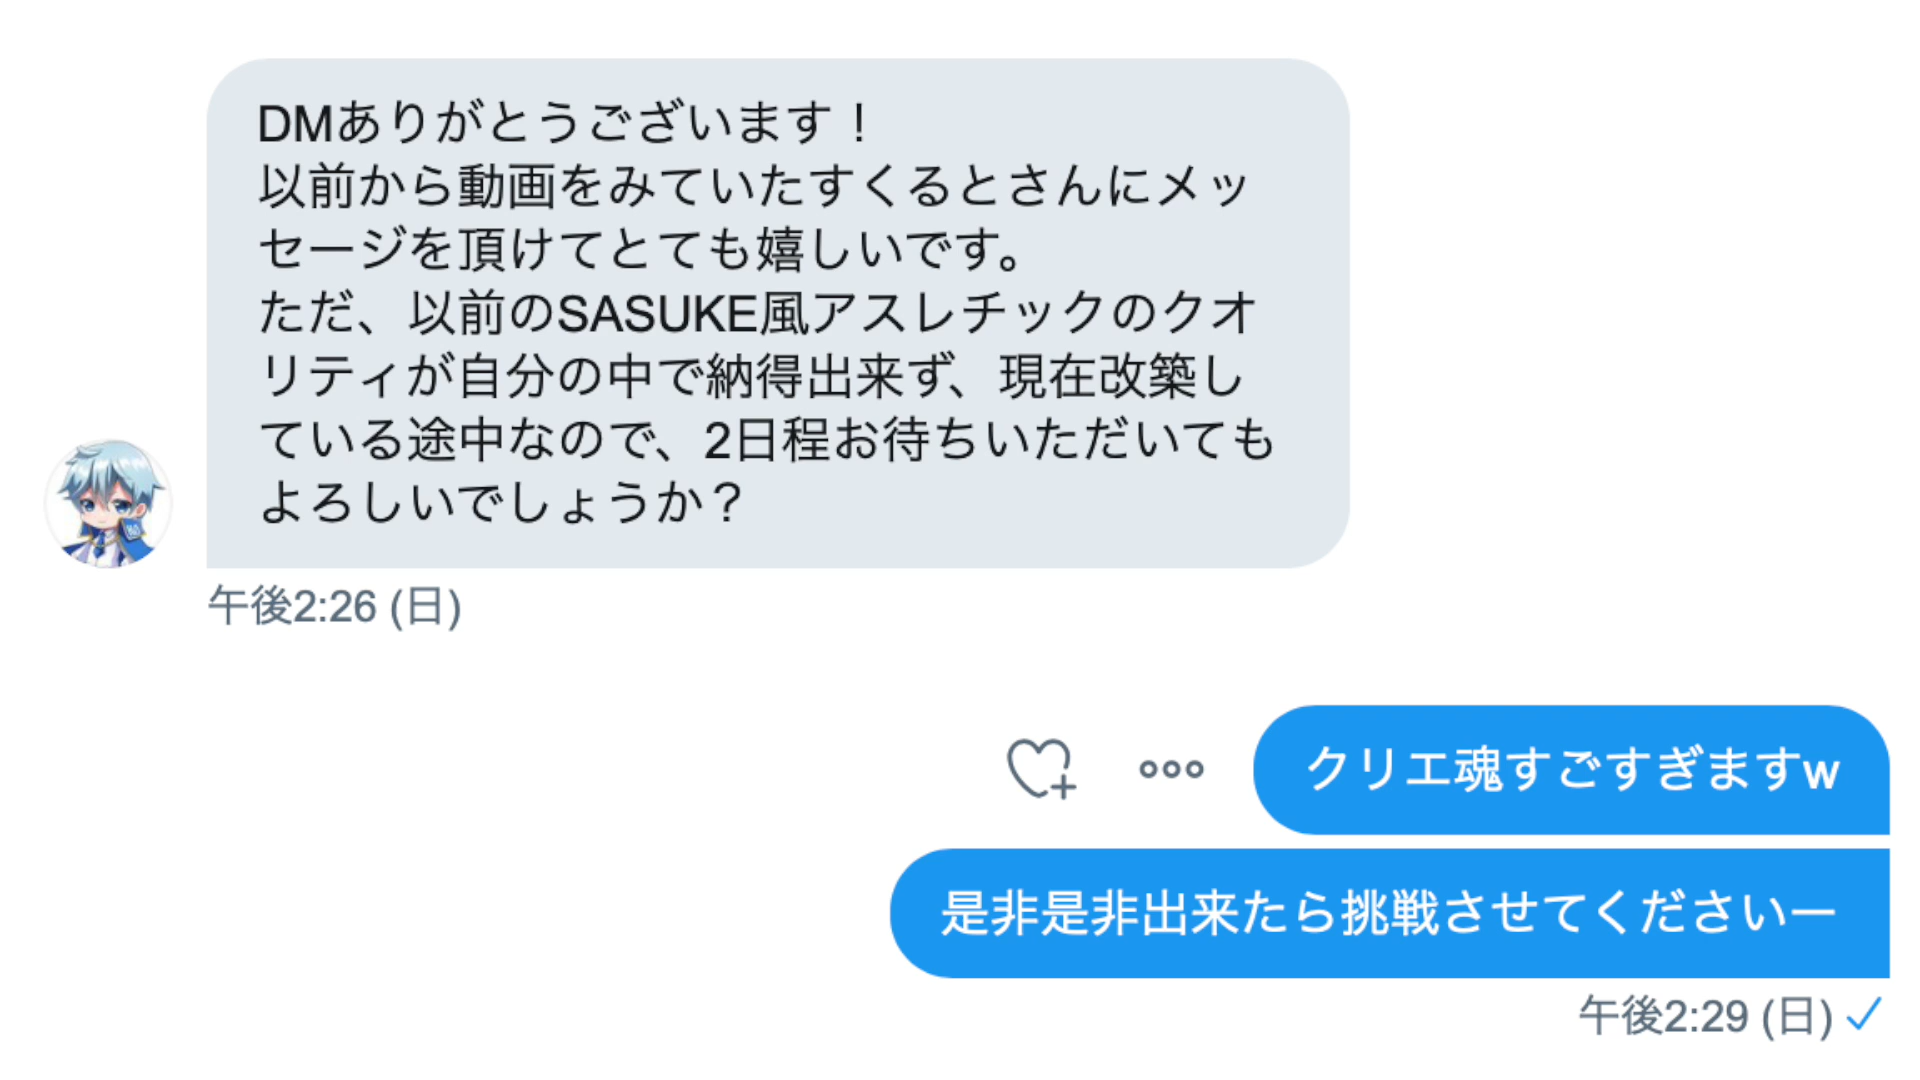 DMありがとうございます！
以前から動画をみていたすくるとさんにメッ
セージを頂けてとても嬉しいです。
ただ、以前のSASUKE風アスレチックのクオ
リティが自分の中で納得出来ず、現在改築し
ている途中なので、2日程お待ちいただいても
よろしいでしょうか？
午後2:26 (日)
クリエ魂すごすぎますw
是非是非出来たら挑戦させてくださいー
午後2:29 (日)